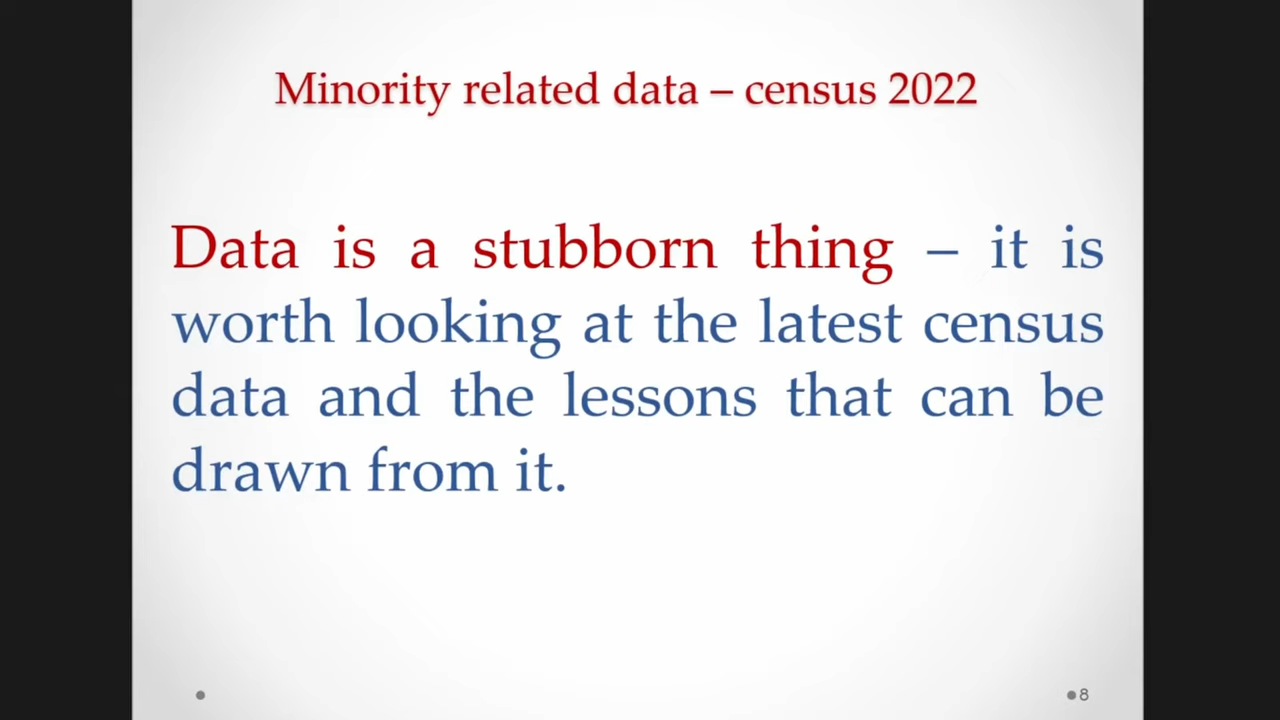 Minority related data – census 2022
Data is a stubborn thing – it is
worth looking at the latest census
data and the lessons that can be
drawn from it.
8